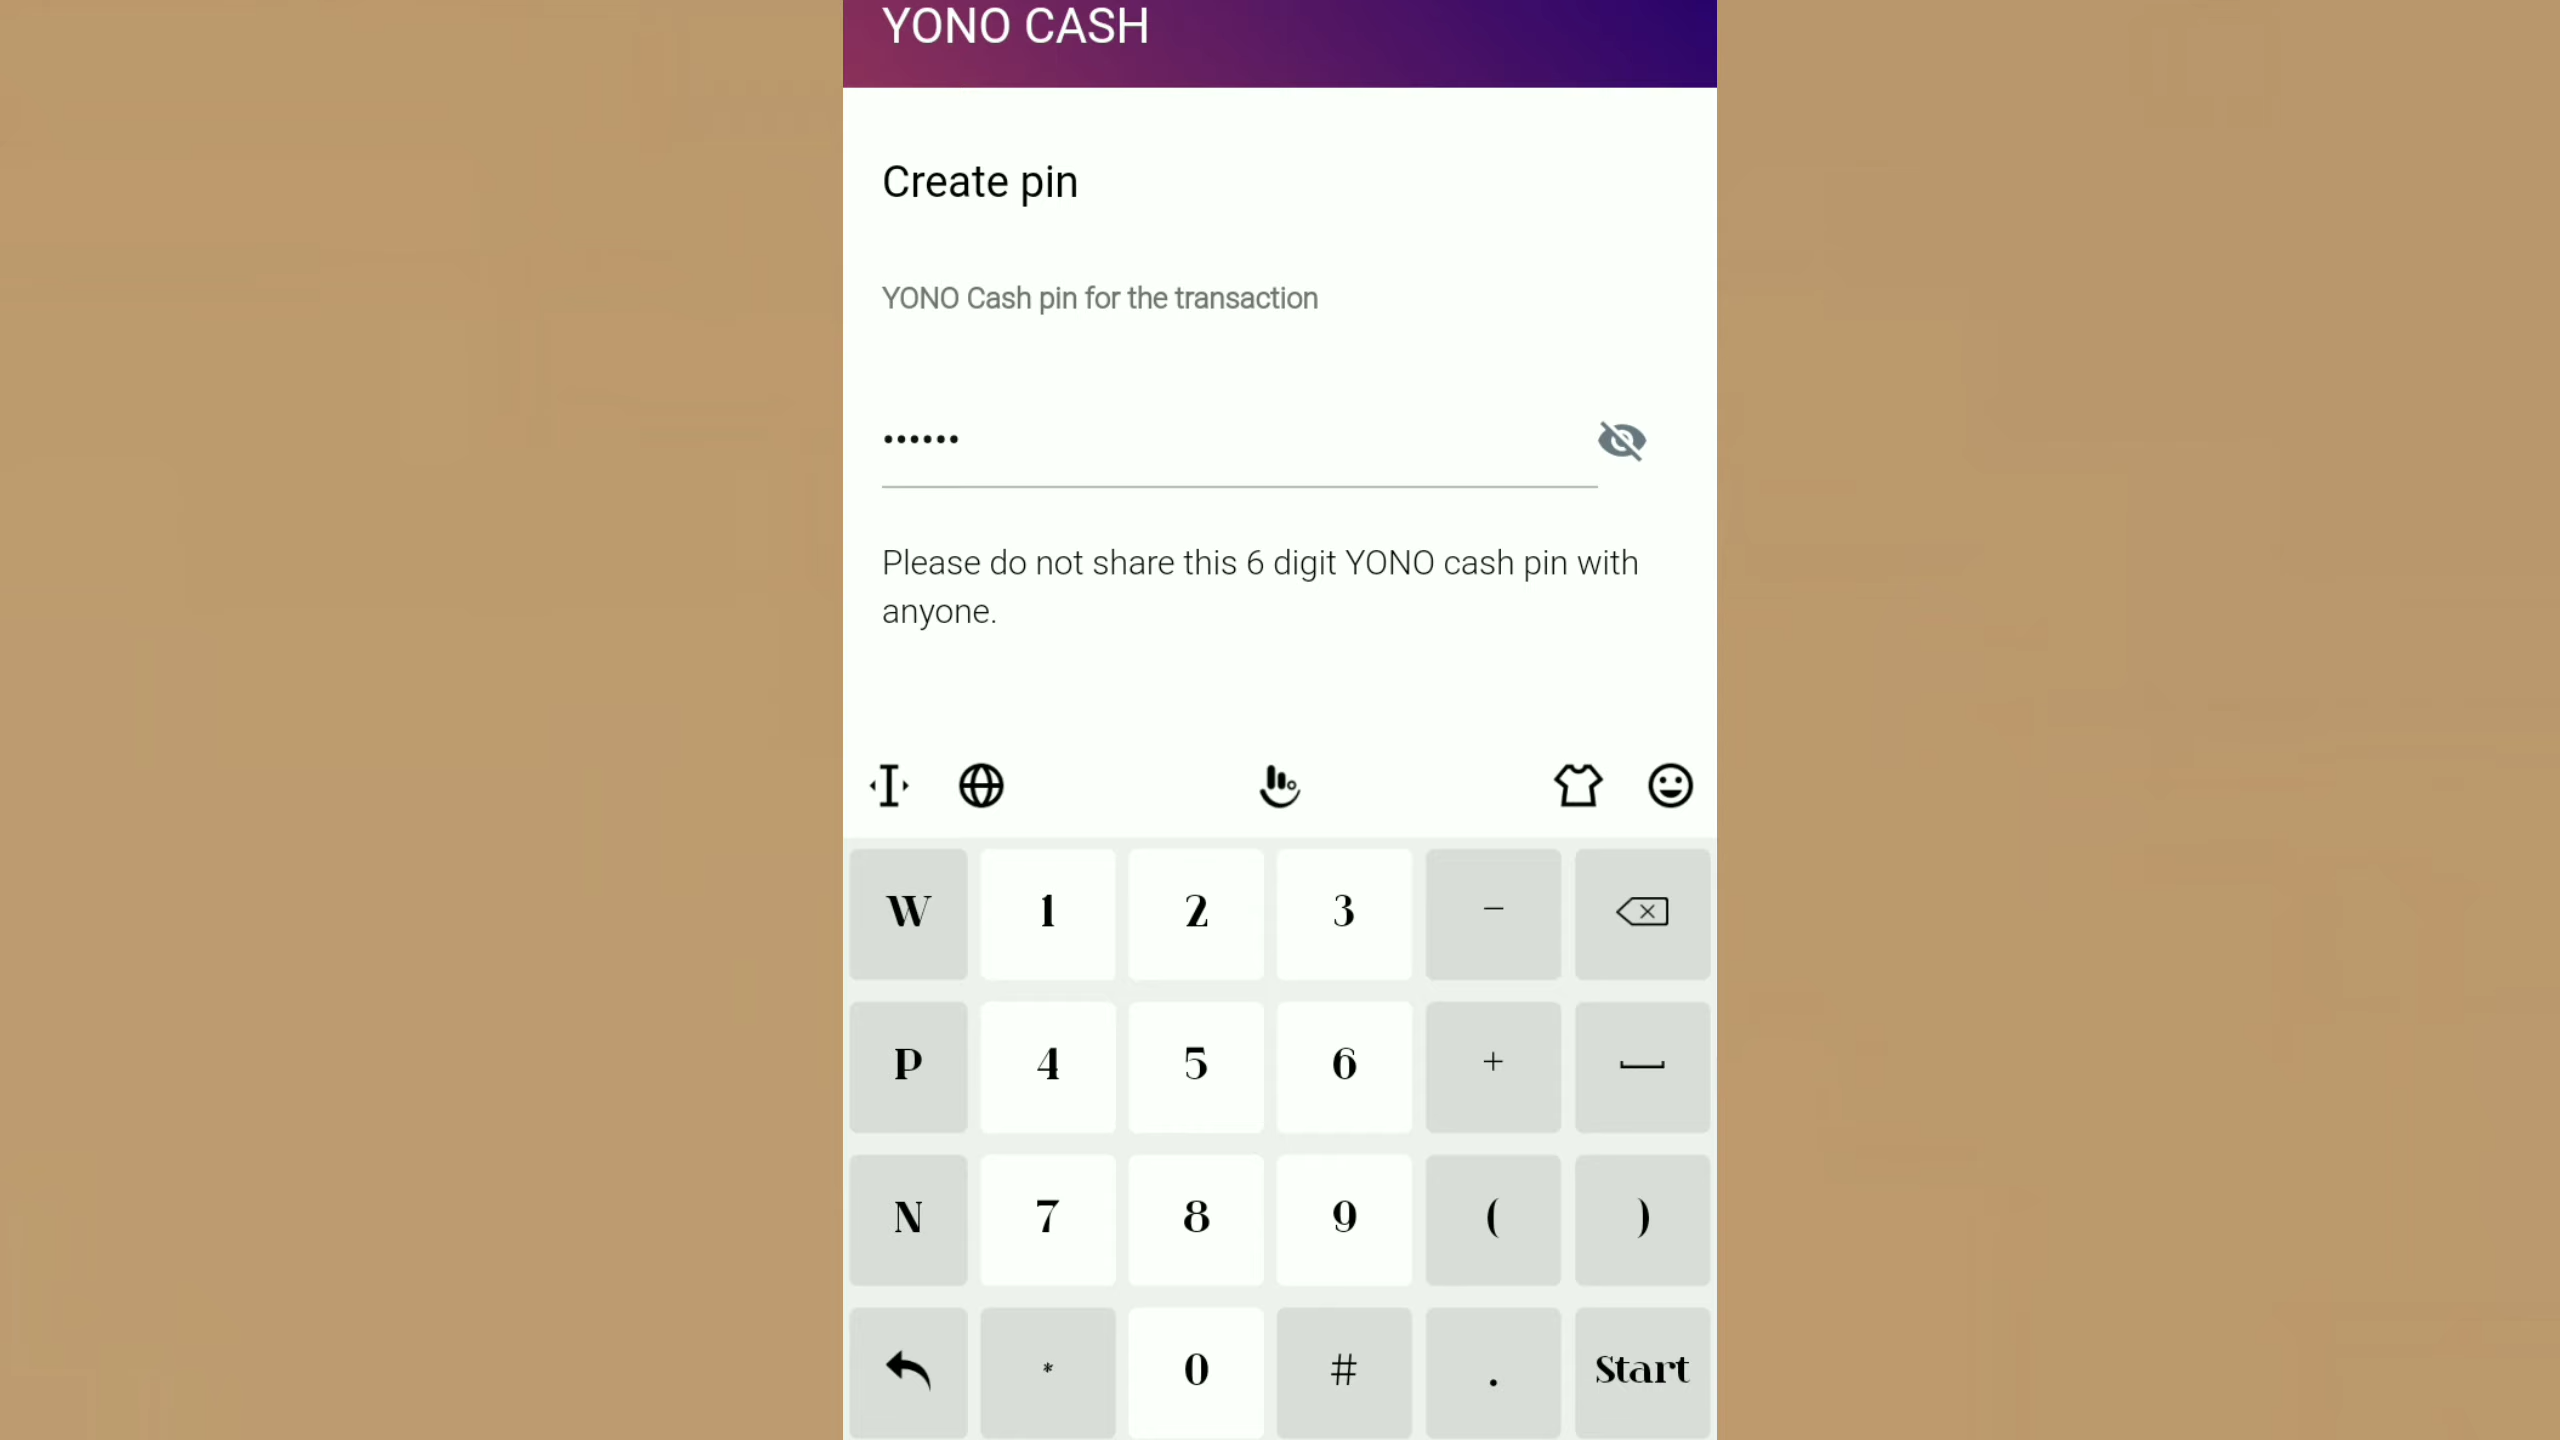 YONO CASH
Create pin
YONO Cash pin for the transaction
••••••
Please do not share this 6 digit YONO cash pin with
anyone.
W 1 2 3 −
P 4 5 6 +
N 7 8 9 ( )
* 0 # . Start